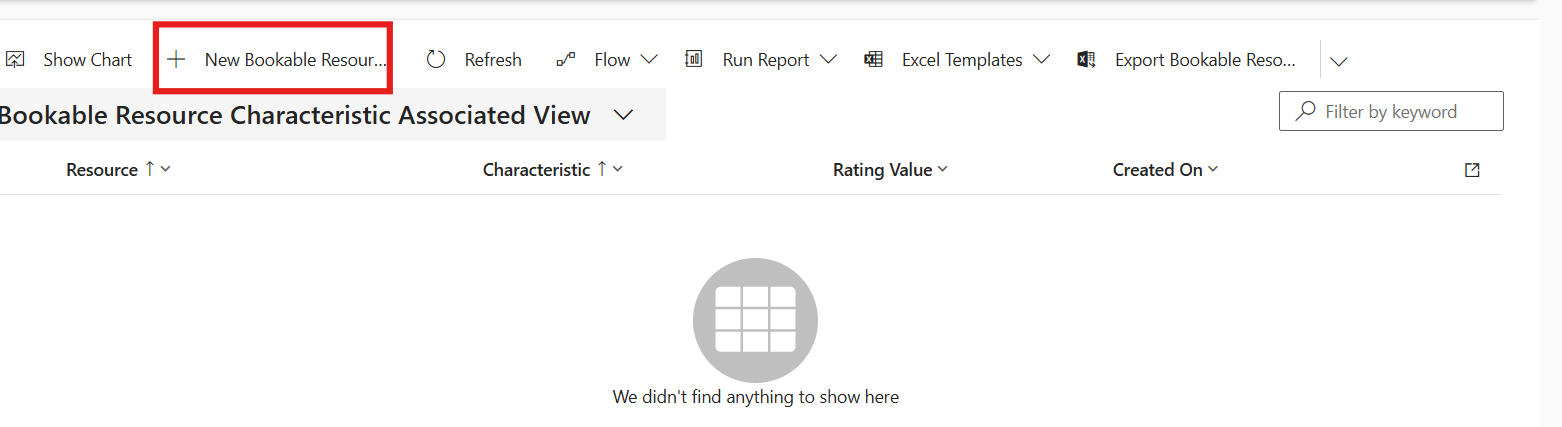 Show Chart New Bookable Resour... Refresh Flow Run Report Excel Templates Export Bookable Reso...
Bookable Resource Characteristic Associated View
Filter by keyword
Resource Characteristic Rating Value Created On
We didn't find anything to show here